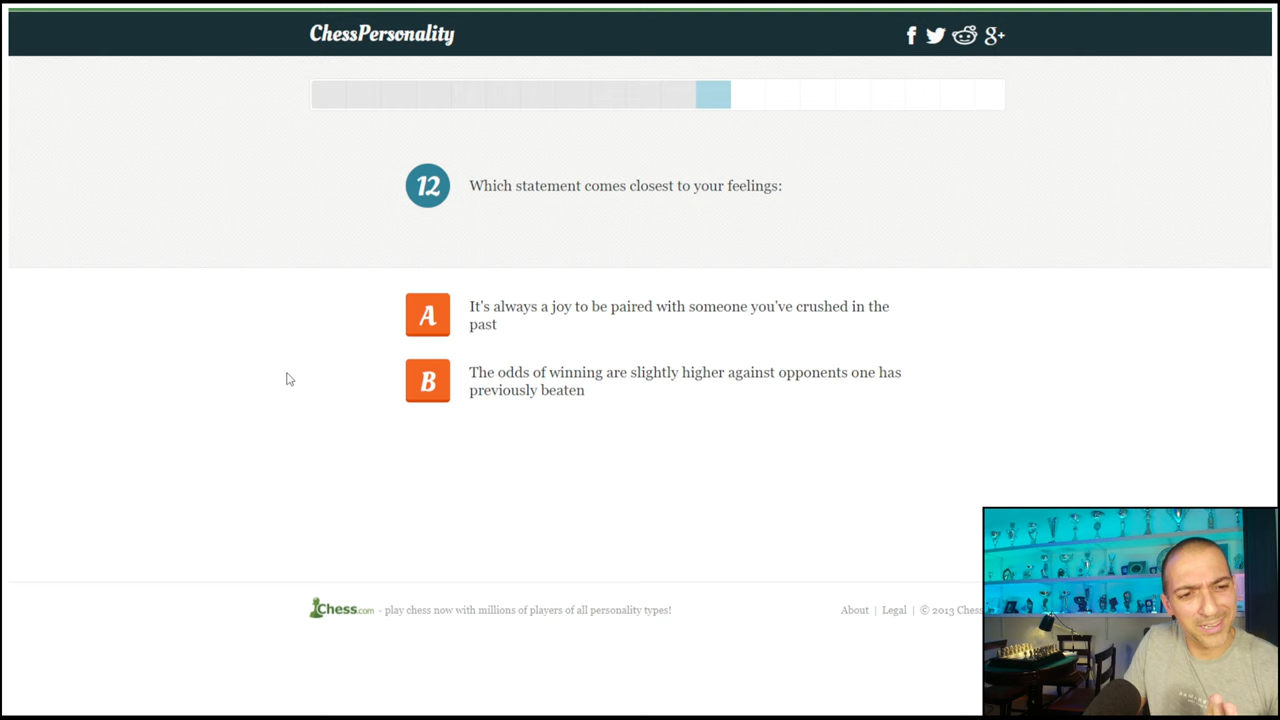 ChessPersonality
12
Which statement comes closest to your feelings:
A
It's always a joy to be paired with someone you've crushed in the
past
B
The odds of winning are slightly higher against opponents one has
previously beaten
Chess.com - play chess now with millions of players of all personality types!
About | Legal | © 2013 Chess